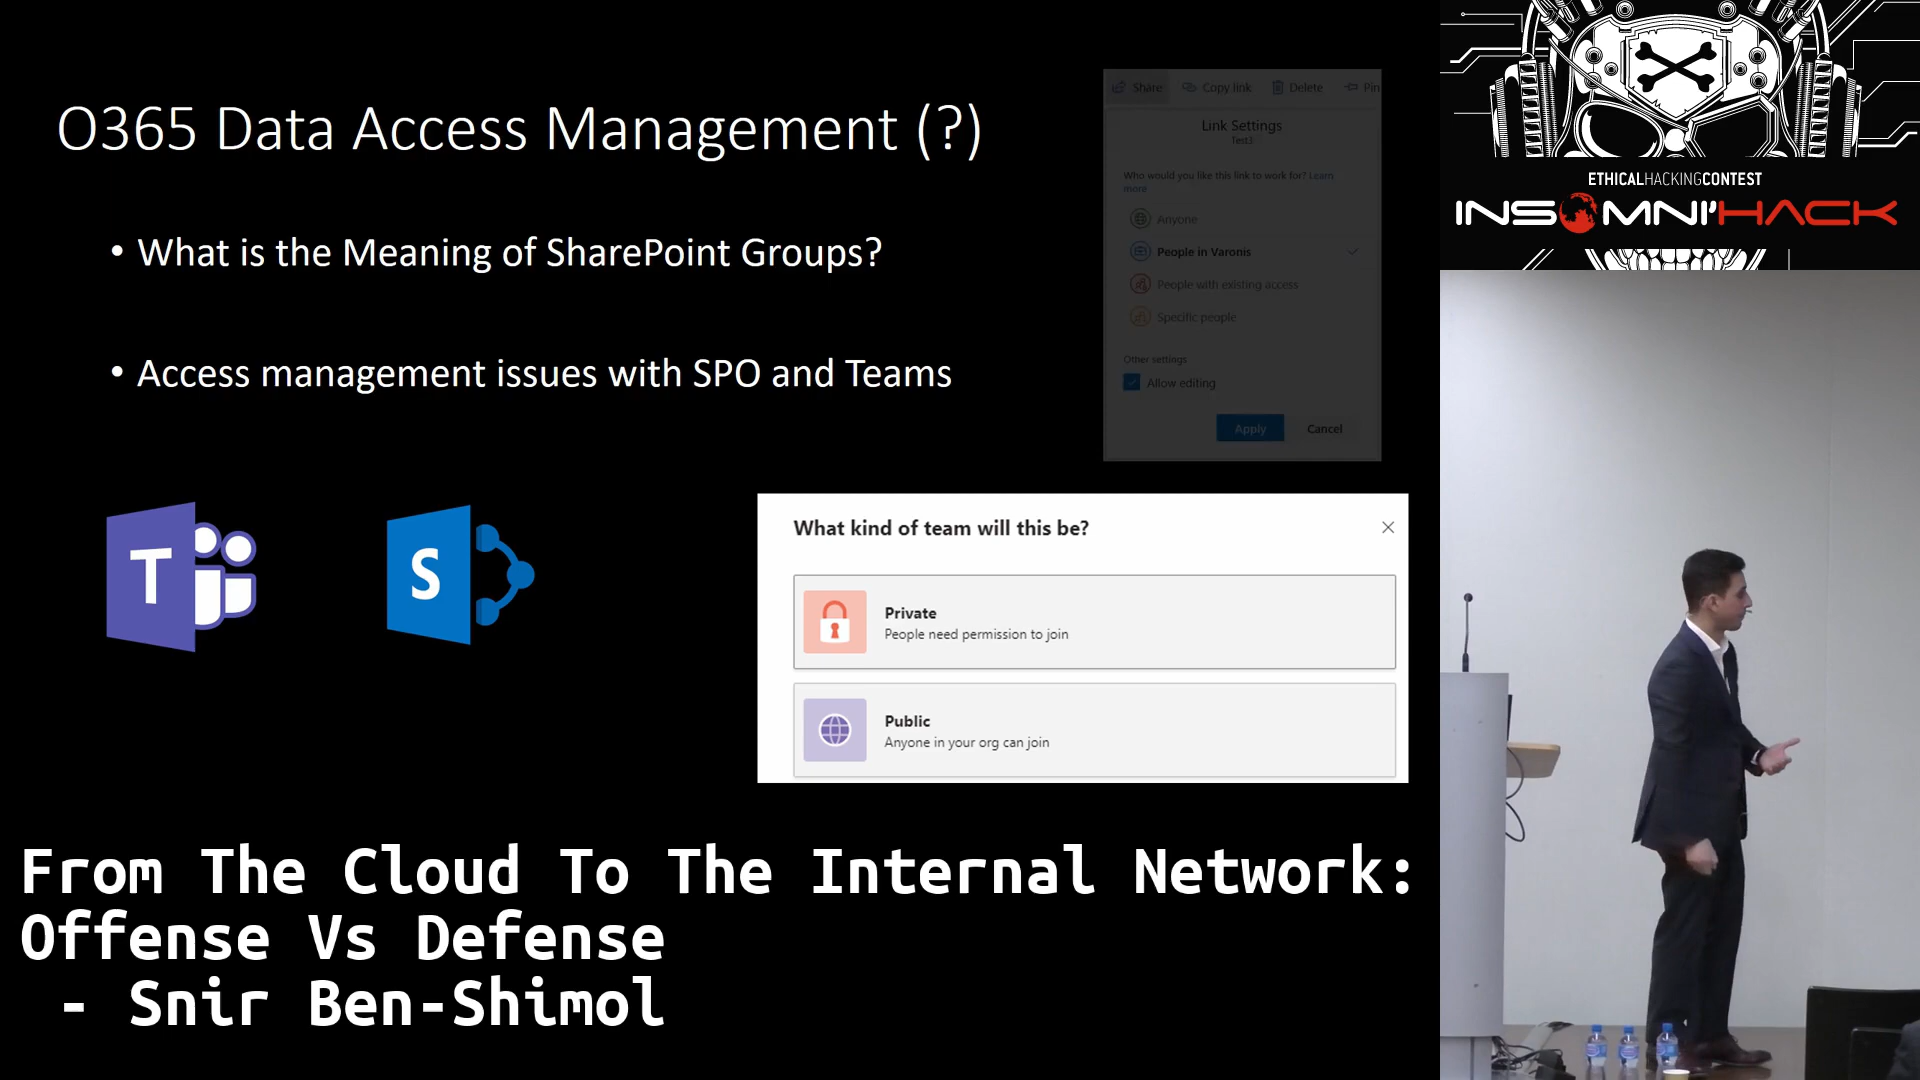 O365 Data Access Management (?)
• What is the Meaning of SharePoint Groups?
• Access management issues with SPO and Teams
Share Copy link Delete Pin
Link Settings
Test3
Who would you like this link to work for? Learn
more
Anyone
People in Varonis
People with existing access
Specific people
Other settings
Allow editing
Apply Cancel
T
S
What kind of team will this be?
Private
People need permission to join
Public
Anyone in your org can join
From The Cloud To The Internal Network:
Offense Vs Defense
- Snir Ben-Shimol
ETHICALHACKINGCONTEST
INSOMNI'HACK